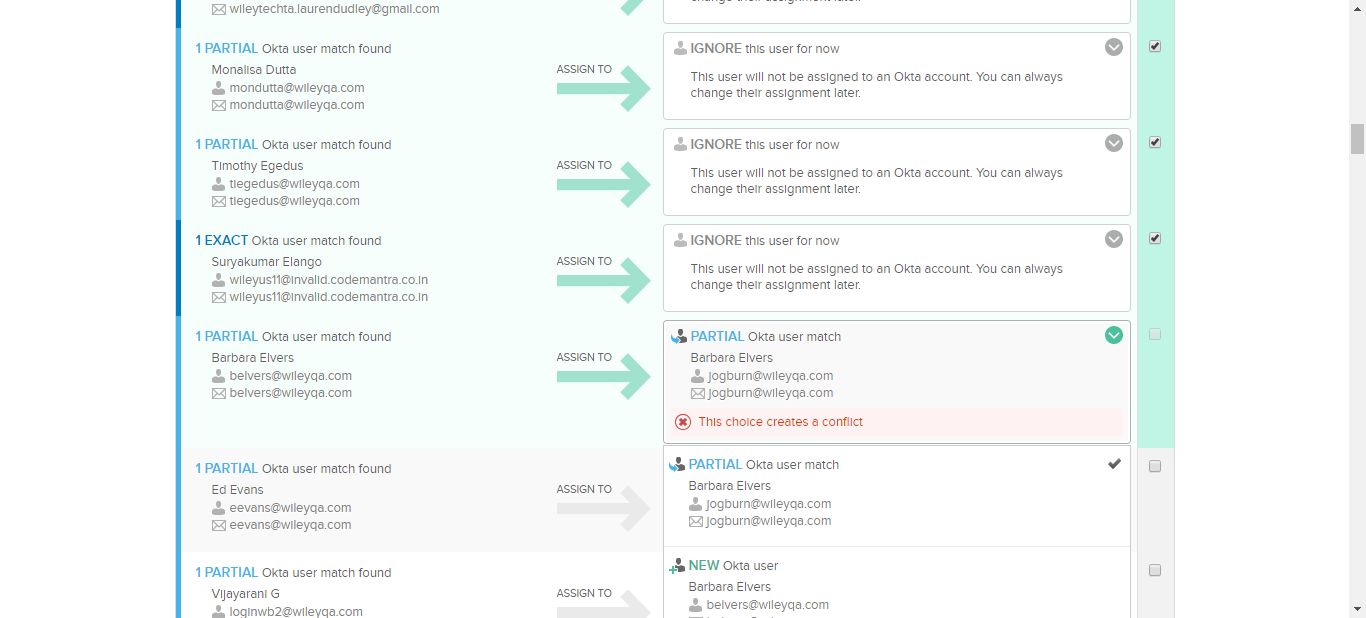 wileytechta.laurendudley@gmail.com
change their assignment later.
1 PARTIAL Okta user match found
Monalisa Dutta
mondutta@wileyqa.com
mondutta@wileyqa.com
ASSIGN TO
IGNORE this user for now
This user will not be assigned to an Okta account. You can always
change their assignment later.
1 PARTIAL Okta user match found
Timothy Egedus
tiegedus@wileyqa.com
tiegedus@wileyqa.com
ASSIGN TO
IGNORE this user for now
This user will not be assigned to an Okta account. You can always
change their assignment later.
1 EXACT Okta user match found
Suryakumar Elango
wileyus11@invalid.codemantra.co.in
wileyus11@invalid.codemantra.co.in
ASSIGN TO
IGNORE this user for now
This user will not be assigned to an Okta account. You can always
change their assignment later.
1 PARTIAL Okta user match found
Barbara Elvers
belvers@wileyqa.com
belvers@wileyqa.com
ASSIGN TO
PARTIAL Okta user match
Barbara Elvers
jogburn@wileyqa.com
jogburn@wileyqa.com
This choice creates a conflict
1 PARTIAL Okta user match found
Ed Evans
eevans@wileyqa.com
eevans@wileyqa.com
ASSIGN TO
PARTIAL Okta user match
Barbara Elvers
jogburn@wileyqa.com
jogburn@wileyqa.com
1 PARTIAL Okta user match found
Vijayarani G
loginwb2@wileyqa.com
ASSIGN TO
NEW Okta user
Barbara Elvers
belvers@wileyqa.com